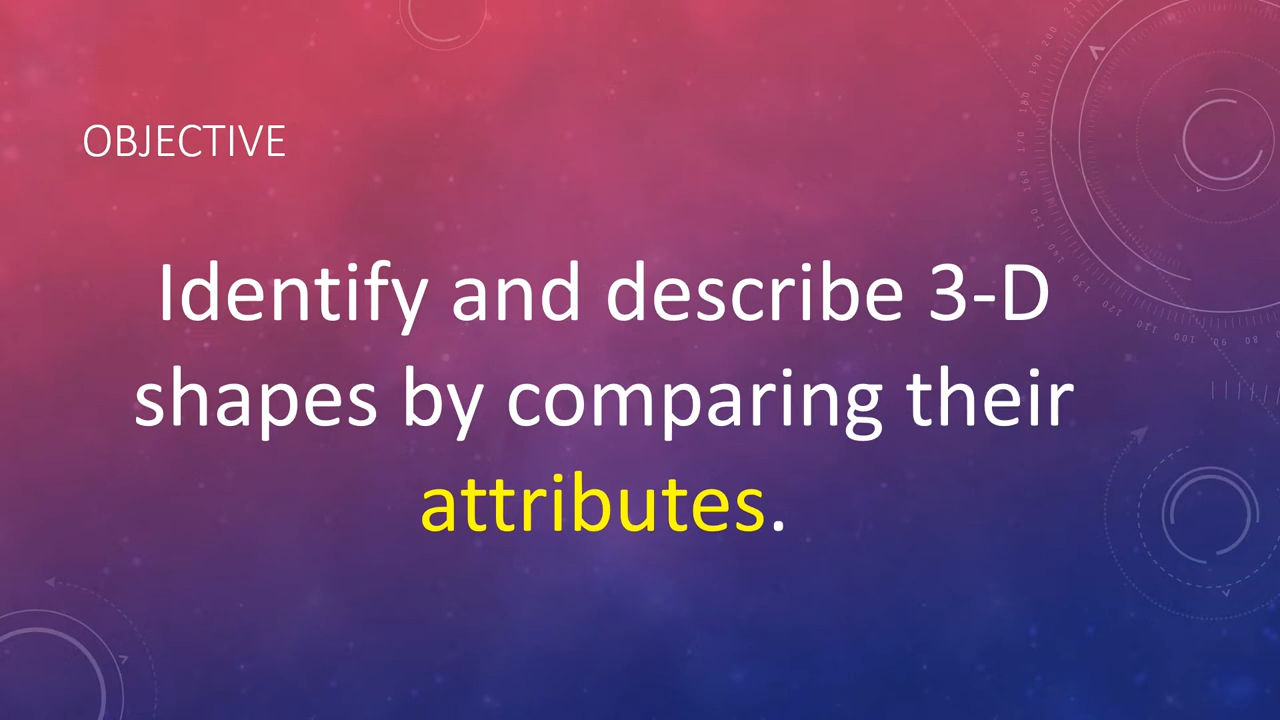 OBJECTIVE
Identify and describe 3-D
shapes by comparing their
attributes.